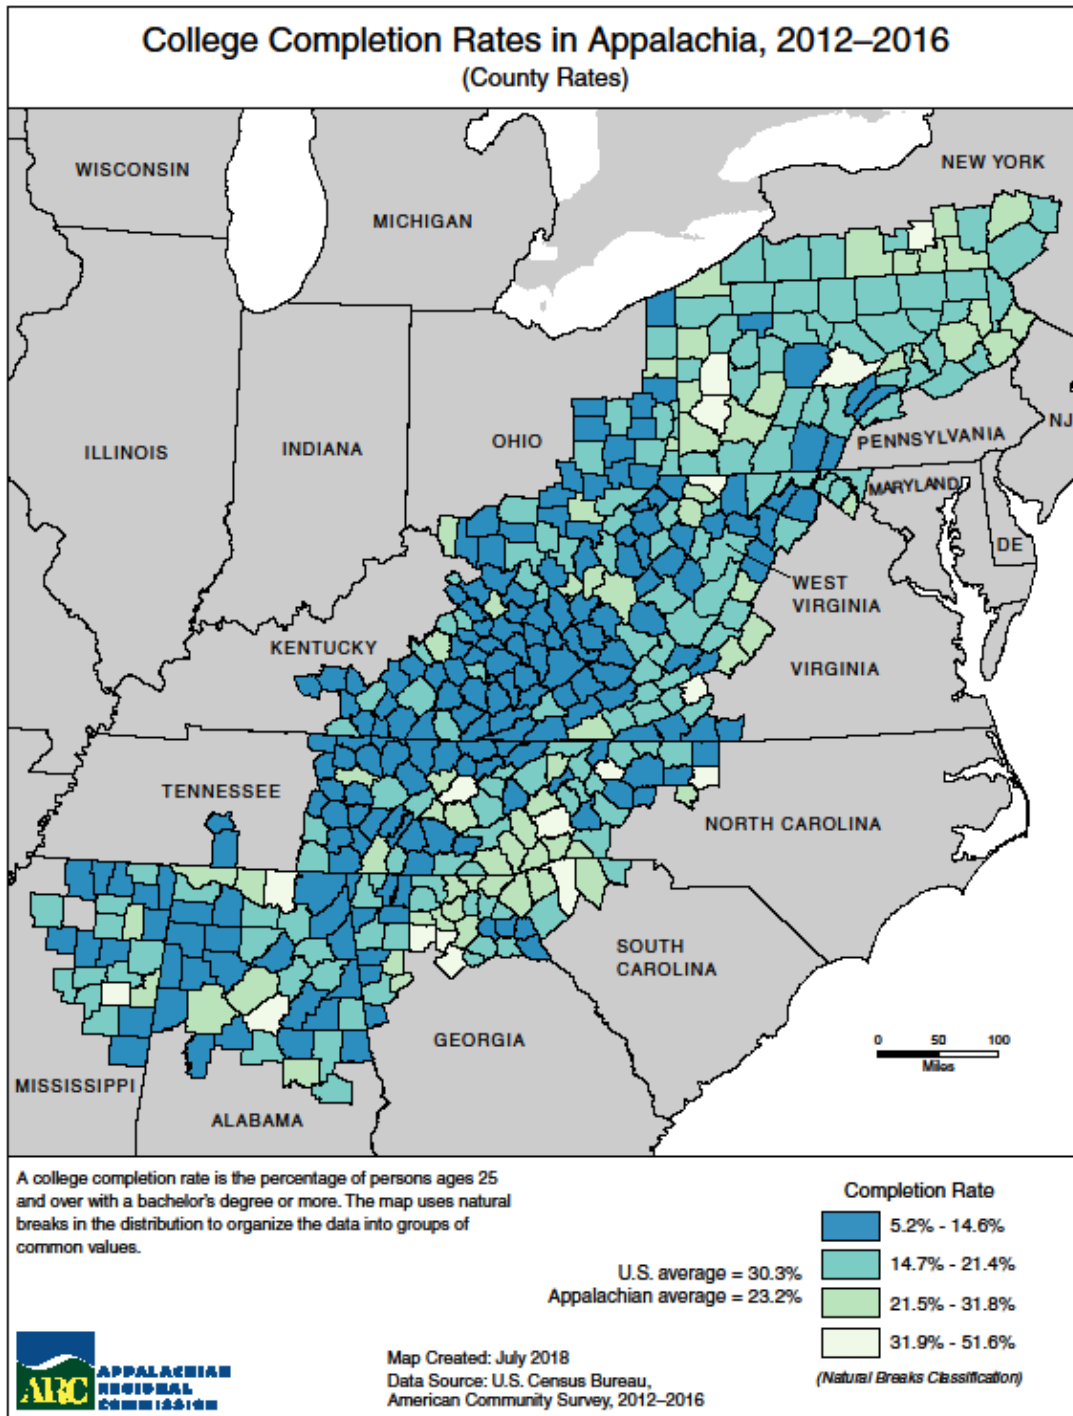 College Completion Rates in Appalachia, 2012–2016
(County Rates)
WISCONSIN
MICHIGAN
NEW YORK
ILLINOIS
INDIANA
OHIO
PENNSYLVANIA
NJ
MARYLAND
DE
WEST
VIRGINIA
KENTUCKY
VIRGINIA
TENNESSEE
NORTH CAROLINA
SOUTH
CAROLINA
GEORGIA
MISSISSIPPI
ALABAMA
0 50 100
Miles
A college completion rate is the percentage of persons ages 25
and over with a bachelor's degree or more. The map uses natural
breaks in the distribution to organize the data into groups of
common values.
U.S. average = 30.3%
Appalachian average = 23.2%
Completion Rate
5.2% - 14.6%
14.7% - 21.4%
21.5% - 31.8%
31.9% - 51.6%
(Natural Breaks Classification)
ARC
APPALACHIAN
REGIONAL
COMMISSION
Map Created: July 2018
Data Source: U.S. Census Bureau,
American Community Survey, 2012–2016